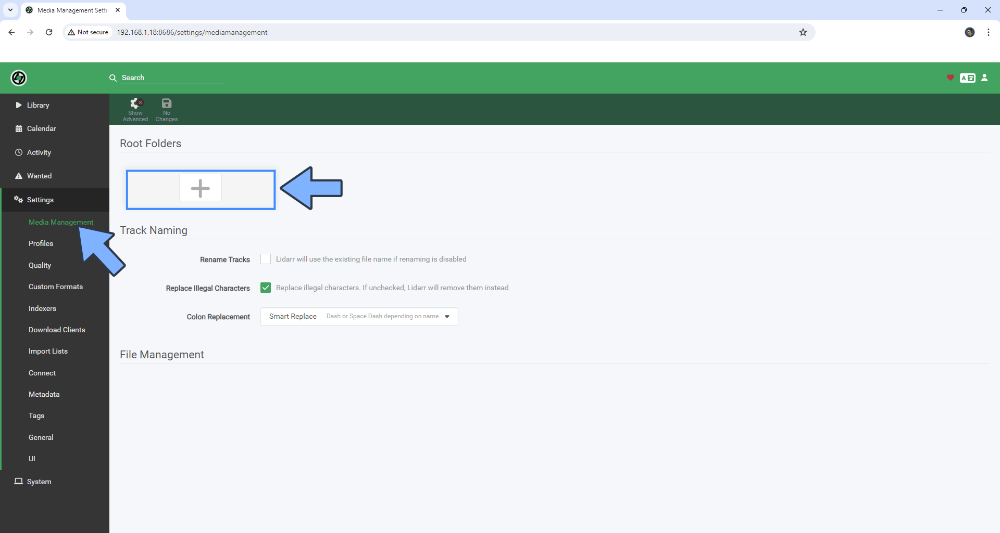 Media Management Setti
Not secure
192.168.1.18:8686/settings/mediamanagement
Search
A
Library
Calendar
Activity
Wanted
Settings
Media Management
Profiles
Quality
Custom Formats
Indexers
Download Clients
Import Lists
Connect
Metadata
Tags
General
UI
System
Show
Advanced
No
Changes
Root Folders
Track Naming
Rename Tracks
Lidarr will use the existing file name if renaming is disabled
Replace Illegal Characters
Replace illegal characters. If unchecked, Lidarr will remove them instead
Colon Replacement
Smart Replace Dash or Space Dash depending on name
File Management